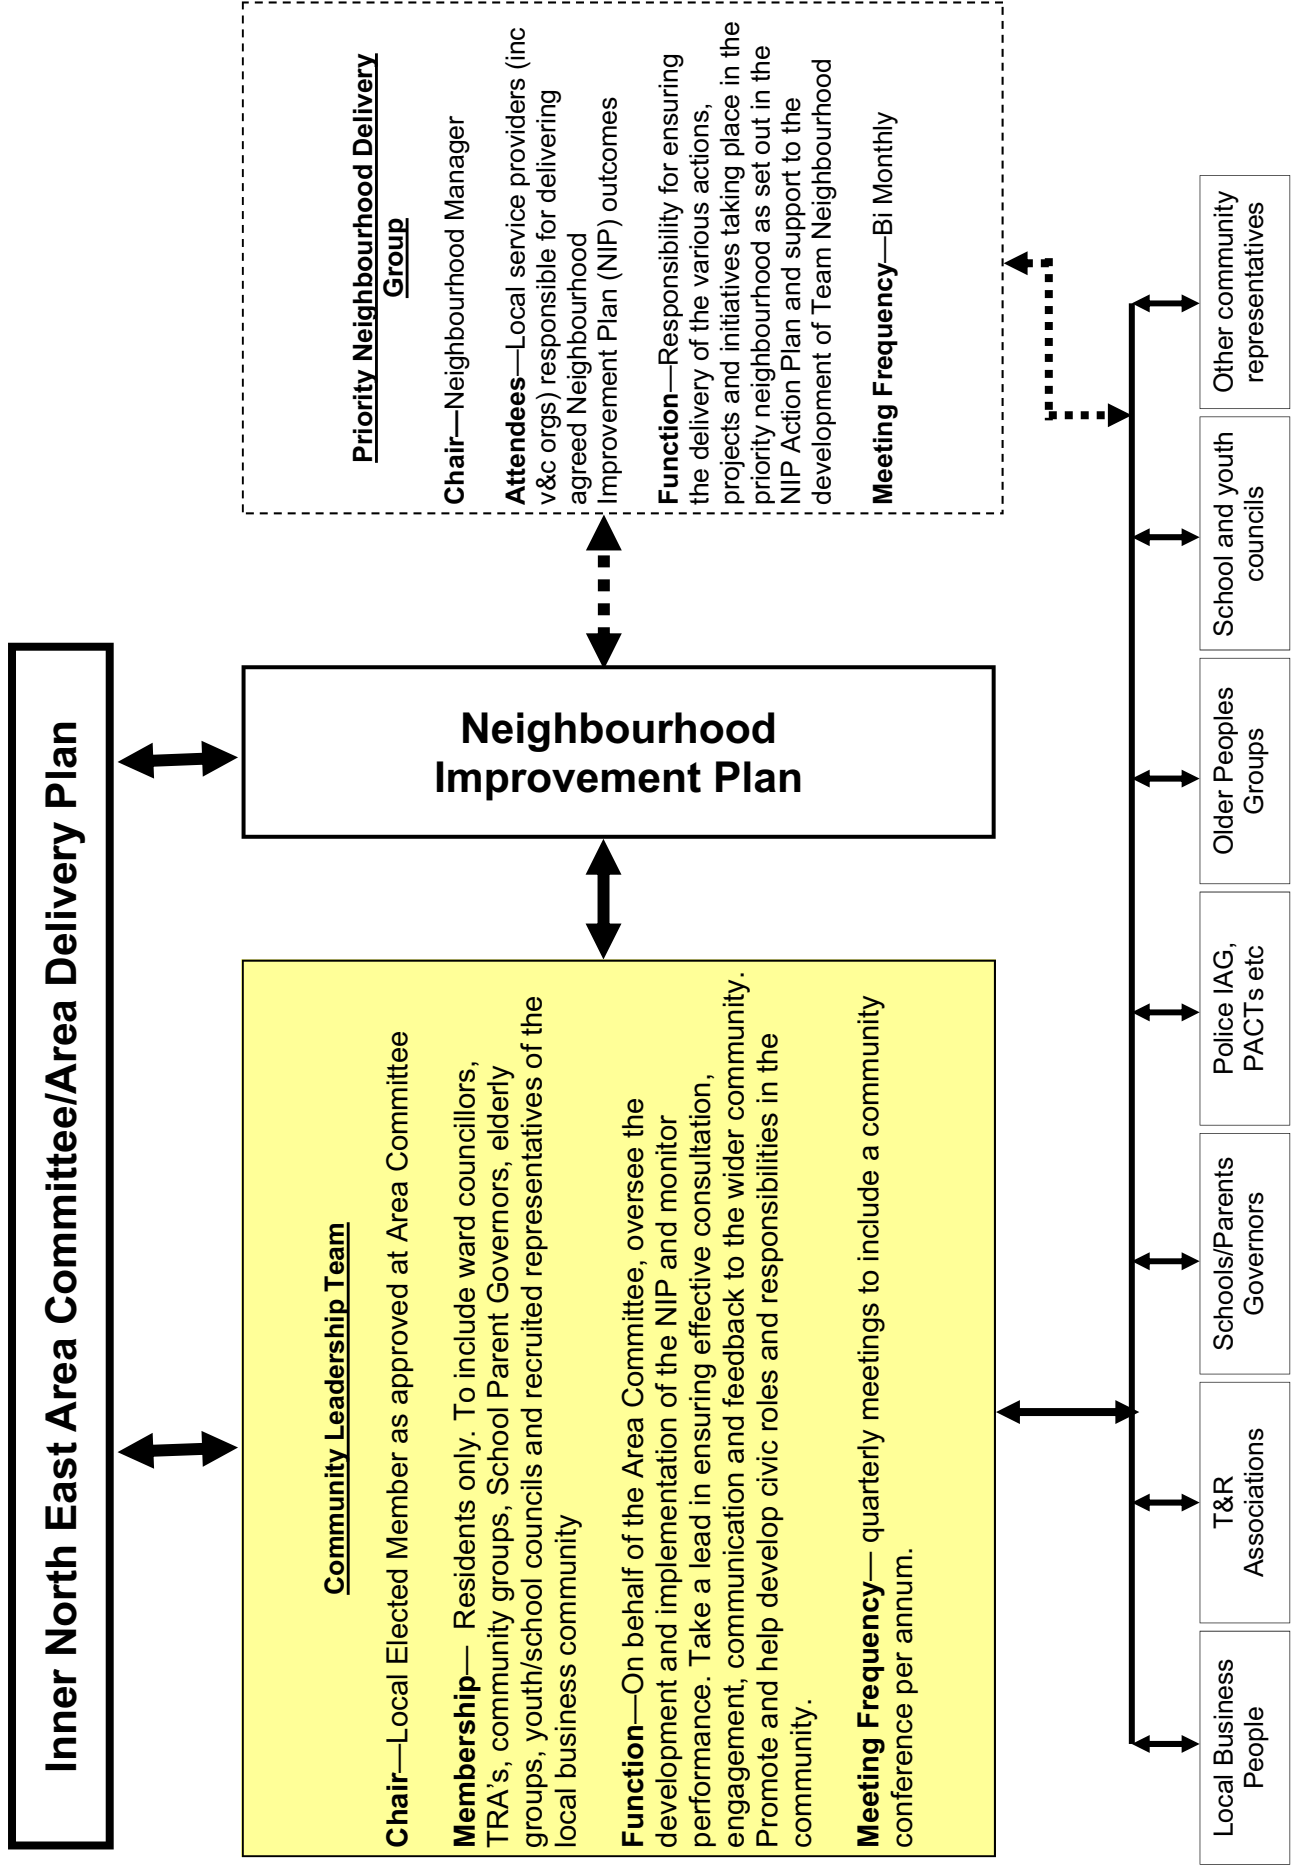 Inner North East Area Committee/Area Delivery Plan
Community Leadership Team
Chair—Local Elected Member as approved at Area Committee
Membership— Residents only. To include ward councillors,
TRA's, community groups, School Parent Governors, elderly
groups, youth/school councils and recruited representatives of the
local business community
Function—On behalf of the Area Committee, oversee the
development and implementation of the NIP and monitor
performance. Take a lead in ensuring effective consultation,
engagement, communication and feedback to the wider community.
Promote and help develop civic roles and responsibilities in the
community.
Meeting Frequency— quarterly meetings to include a community
conference per annum.
Neighbourhood
Improvement Plan
Priority Neighbourhood Delivery
Group
Chair—Neighbourhood Manager
Attendees—Local service providers (inc
v&c orgs) responsible for delivering
agreed Neighbourhood
Improvement Plan (NIP) outcomes
Function—Responsibility for ensuring
the delivery of the various actions,
projects and initiatives taking place in the
priority neighbourhood as set out in the
NIP Action Plan and support to the
development of Team Neighbourhood
Meeting Frequency—Bi Monthly
Local Business
People
T&R
Associations
Schools/Parents
Governors
Police IAG,
PACTs etc
Older Peoples
Groups
School and youth
councils
Other community
representatives